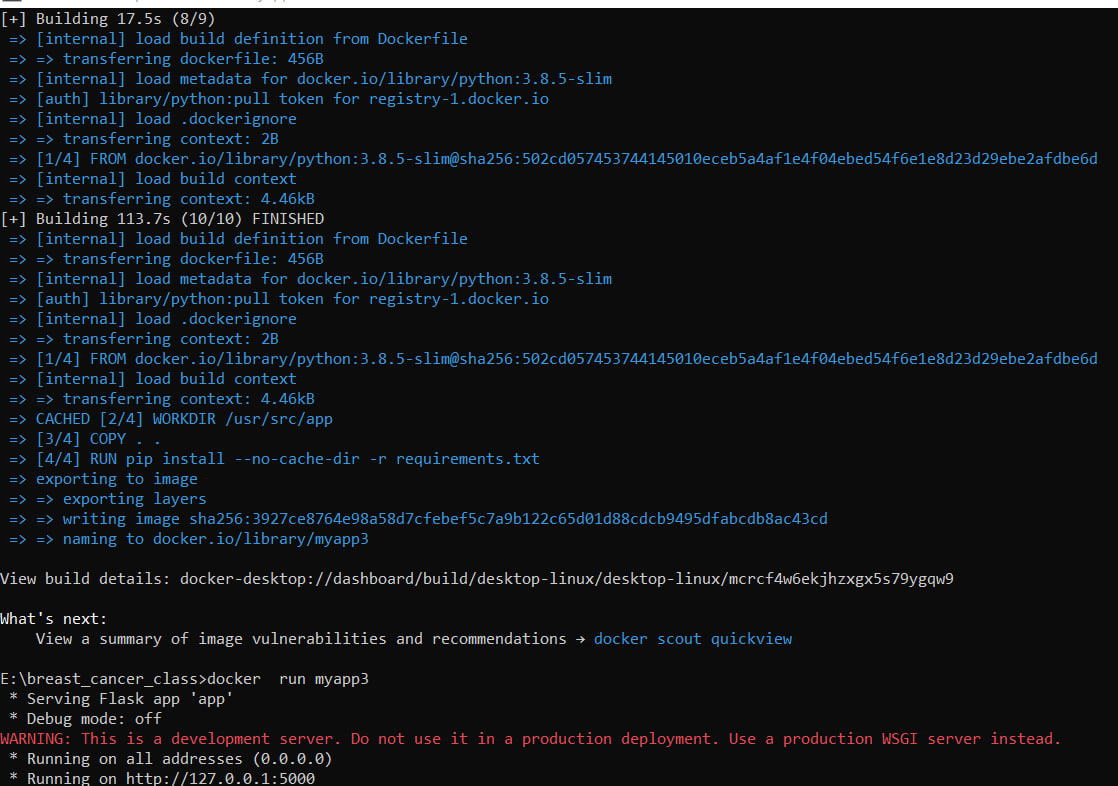 [+] Building 17.5s (8/9)
=> [internal] load build definition from Dockerfile
=> => transferring dockerfile: 456B
=> [internal] load metadata for docker.io/library/python:3.8.5-slim
=> [auth] library/python:pull token for registry-1.docker.io
=> [internal] load .dockerignore
=> => transferring context: 2B
=> [1/4] FROM docker.io/library/python:3.8.5-slim@sha256:502cd057453744145010eceb5a4af1e4f04ebed54f6e1e8d23d29ebe2afdbe6d
=> [internal] load build context
=> => transferring context: 4.46kB
[+] Building 113.7s (10/10) FINISHED
=> [internal] load build definition from Dockerfile
=> => transferring dockerfile: 456B
=> [internal] load metadata for docker.io/library/python:3.8.5-slim
=> [auth] library/python:pull token for registry-1.docker.io
=> [internal] load .dockerignore
=> => transferring context: 2B
=> [1/4] FROM docker.io/library/python:3.8.5-slim@sha256:502cd057453744145010eceb5a4af1e4f04ebed54f6e1e8d23d29ebe2afdbe6d
=> [internal] load build context
=> => transferring context: 4.46kB
=> CACHED [2/4] WORKDIR /usr/src/app
=> [3/4] COPY . .
=> [4/4] RUN pip install --no-cache-dir -r requirements.txt
=> exporting to image
=> => exporting layers
=> => writing image sha256:3927ce8764e98a58d7cfebef5c7a9b122c65d01d88cdcb9495dfabcdb8ac43cd
=> => naming to docker.io/library/myapp3
View build details: docker-desktop://dashboard/build/desktop-linux/desktop-linux/mcrcf4w6ekjhzxgx5s79ygqw9
What's next:
View a summary of image vulnerabilities and recommendations → docker scout quickview
E:\breast_cancer_class>docker  run myapp3
* Serving Flask app 'app'
* Debug mode: off
WARNING: This is a development server. Do not use it in a production deployment. Use a production WSGI server instead.
* Running on all addresses (0.0.0.0)
* Running on http://127.0.0.1:5000